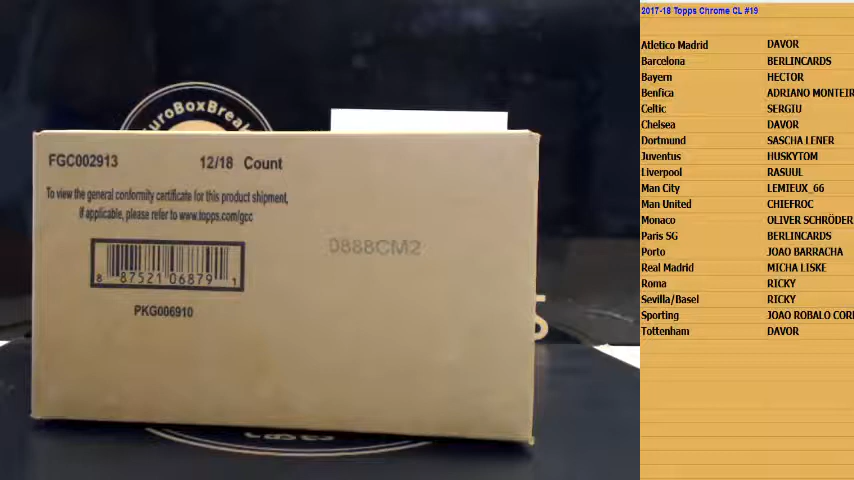 2017-18 Topps Chrome CL #19
Atletico Madrid DAVOR
Barcelona BERLINCARDS
Bayern HECTOR
Benfica ADRIANO MONTEIR
Celtic SERGIU
Chelsea DAVOR
Dortmund SASCHA LENER
Juventus HUSKYTOM
Liverpool RASUUL
Man City LEMIEUX_66
Man United CHIEFROC
Monaco OLIVER SCHRÖDER
Paris SG BERLINCARDS
Porto JOAO BARRACHA
Real Madrid MICHA LISKE
Roma RICKY
Sevilla/Basel RICKY
Sporting JOAO ROBALO CORI
Tottenham DAVOR
uroBoxBreak
FGC002913 12/18 Count
To view the general conformity certificate for this product shipment,
if applicable, please refer to www.topps.com/gcc
0888CM2
8 87521 06879 1
PKG006910